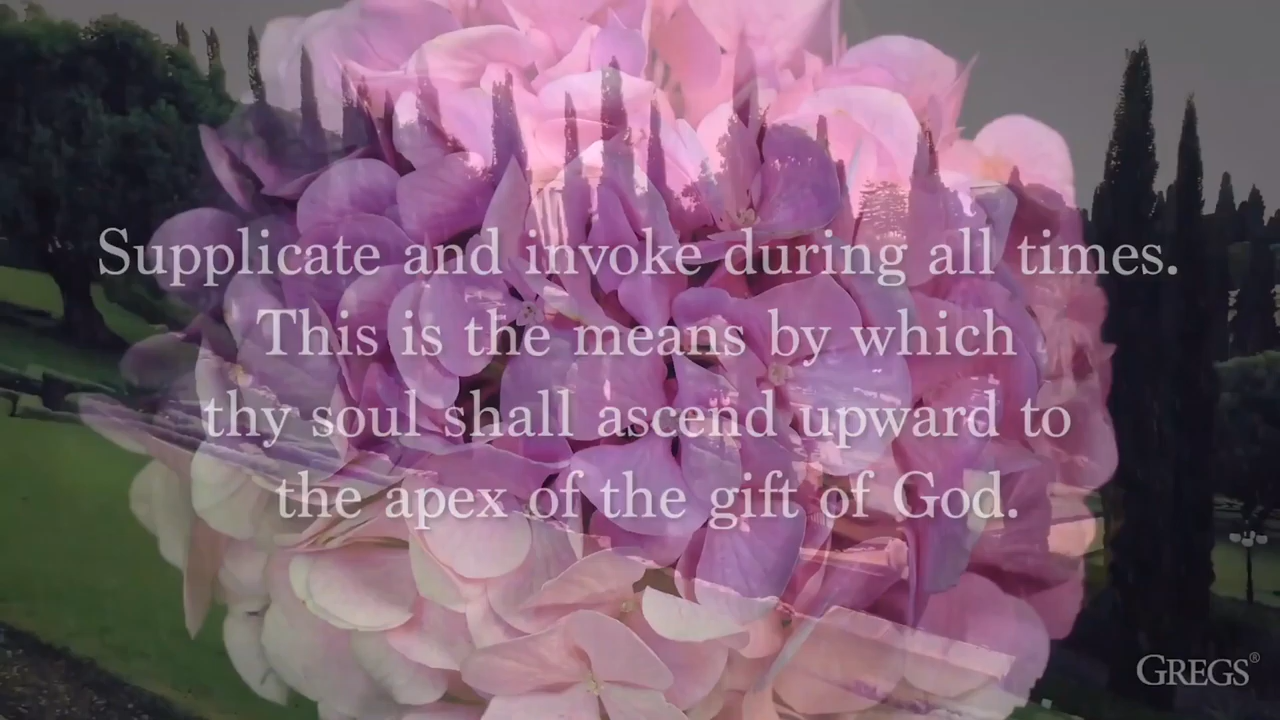 Supplicate and invoke during all times.
This is the means by which
thy soul shall ascend upward to
the apex of the gift of God.
GREGS®